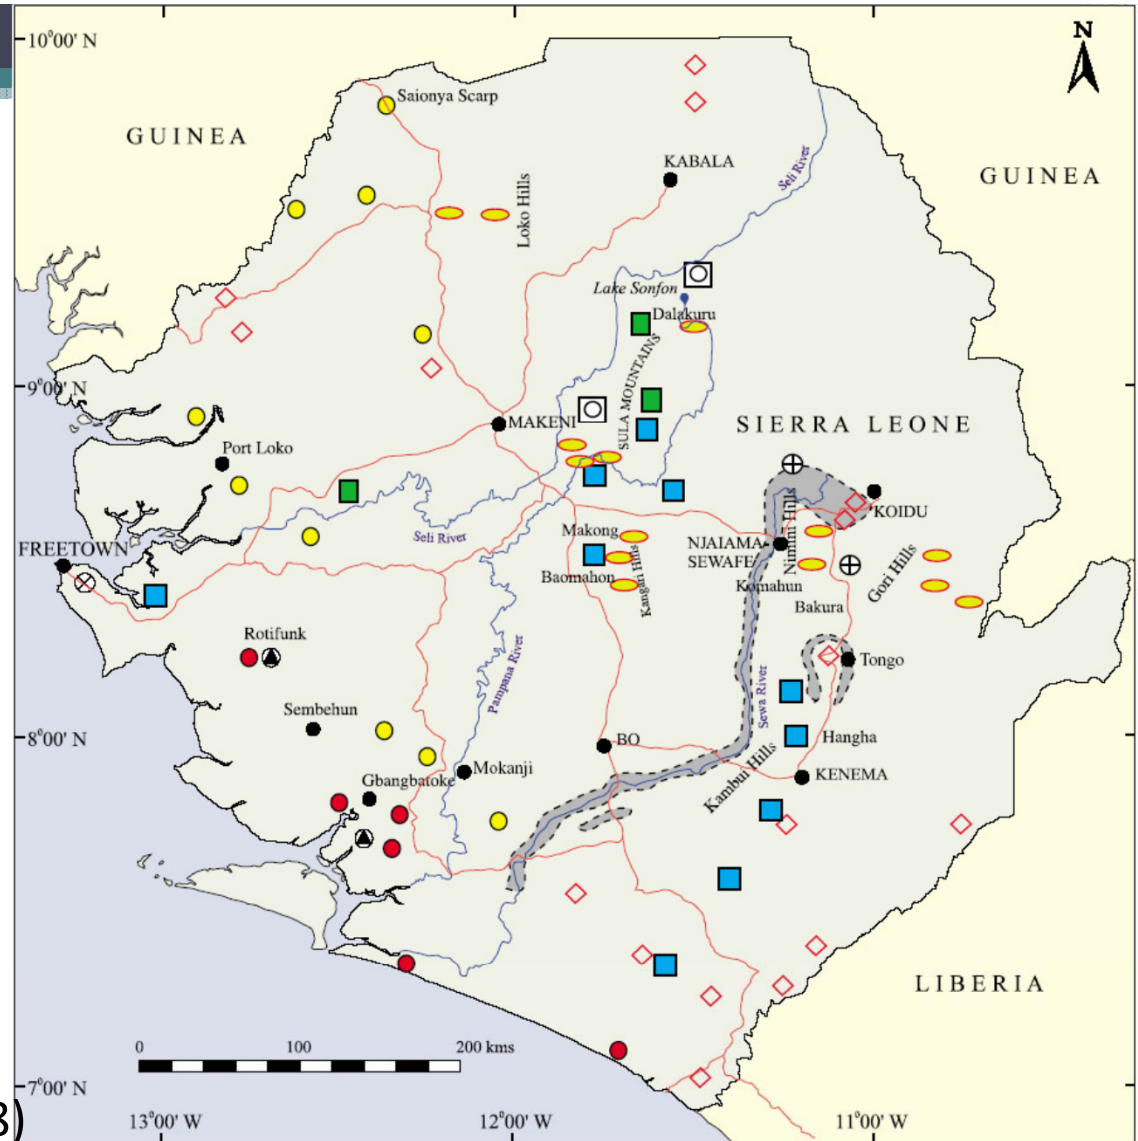 N
10°00' N
Saionya Scarp
GUINEA
KABALA
Seli River
GUINEA
Loko Hills
Lake Sonfon
Dalakuru
SULA MOUNTAINS
9°00' N
MAKENI
SIERRA LEONE
Port Loko
KOIDU
Nimini Hills
Makong
Seli River
NJAIAMA-
SEWAFE
FREETOWN
Baomahon
Kangari Hills
Komahun
Gori Hills
Bakura
Rotifunk
Tongo
Pampana River
Sewa River
Sembehun
8°00' N
BO
Hangha
Mokanji
Gbangbatoke
KENEMA
Kambui Hills
LIBERIA
0 100 200 kms
7°00' N
8)
13°00' W 12°00' W 11°00' W